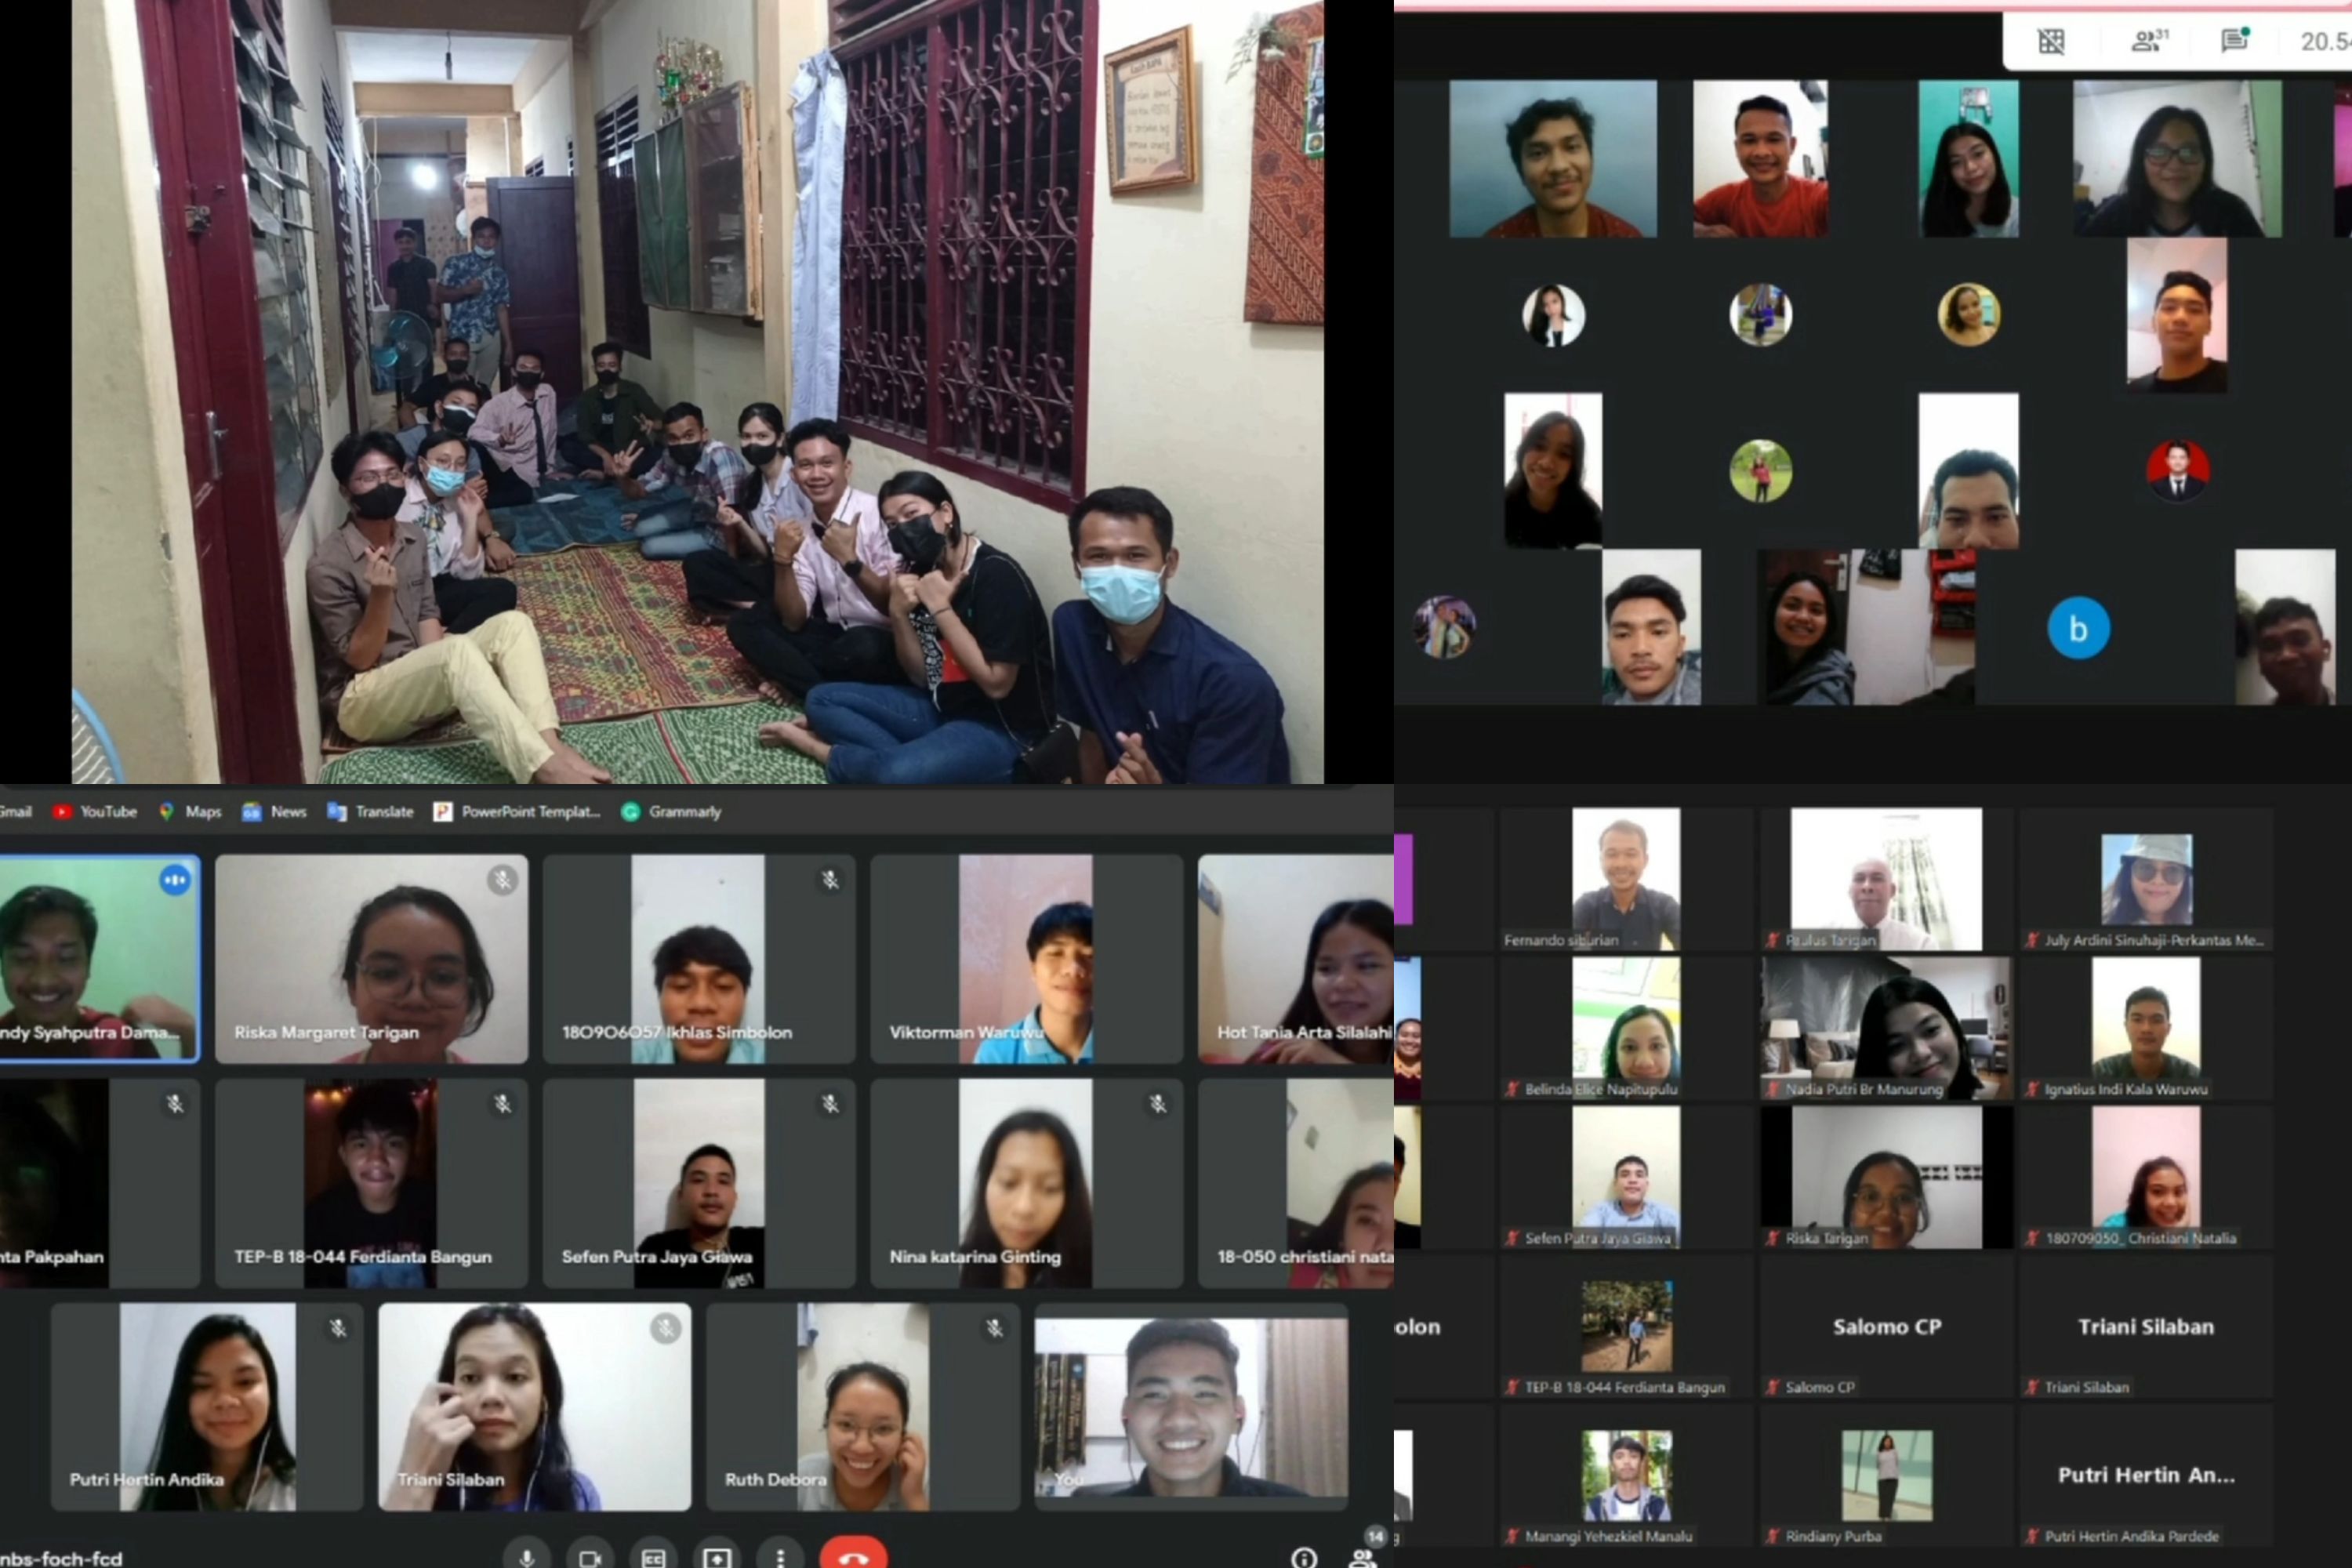 31
20.54
b
Gmail YouTube Maps News Translate PowerPoint Templat... Grammarly
ndy Syahputra Dama...
Riska Margaret Tarigan
180906057 Ikhlas Simbolon
Viktorman Waruwu
Hot Tania Arta Silalahi
nta Pakpahan
TEP-B 18-044 Ferdianta Bangun
Sefen Putra Jaya Giawa
Nina katarina Ginting
18-050 christiani nata
Putri Hertin Andika
Triani Silaban
Ruth Debora
You
nbs-foch-fcd
CC
14
Fernando siburian
Paulus Tarigan
July Ardini Sinuhaji-Perkantas Me...
Belinda Elice Napitupulu
Nadia Putri Br Manurung
Ignatius Indi Kala Waruwu
Sefen Putra Jaya Giawa
Riska Tarigan
180709050_ Christiani Natalia
olon
Salomo CP
Triani Silaban
TEP-B 18-044 Ferdianta Bangun
Salomo CP
Triani Silaban
Putri Hertin An...
g
Manangi Yehezkiel Manalu
Rindiany Purba
Putri Hertin Andika Pardede